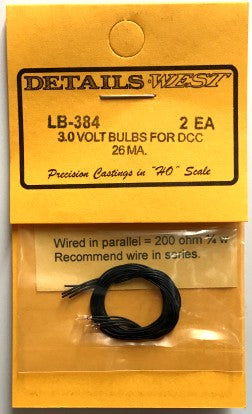 DETAILS WEST
LB-384 2 EA
3.0 VOLT BULBS FOR DCC
26 MA.
Precision Castings in "HO" Scale
Wired in parallel = 200 ohm ¼ w
Recommend wire in series.